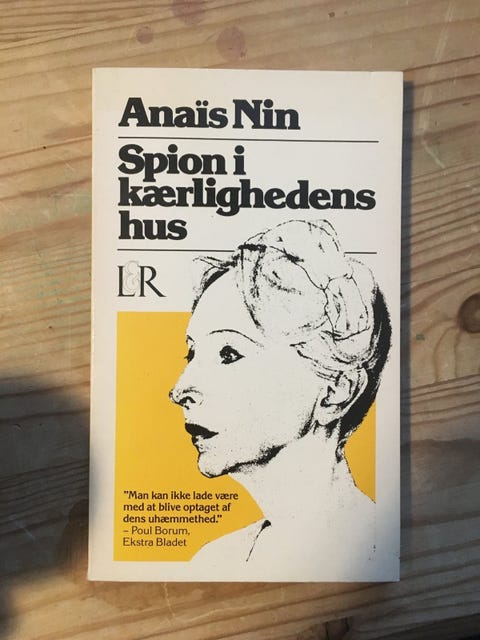 Anaïs Nin
Spion i
kærlighedens
hus
L&R
"Man kan ikke lade være
med at blive optaget af
dens uhæmmethed."
– Poul Borum,
Ekstra Bladet